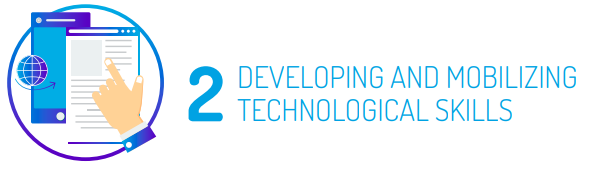 2
DEVELOPING AND MOBILIZING
TECHNOLOGICAL SKILLS